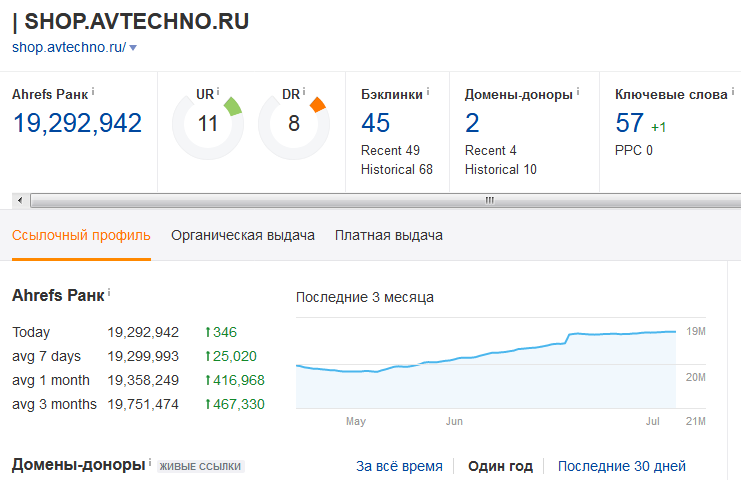 | SHOP.AVTECHNO.RU
shop.avtechno.ru/
Ahrefs Ранк i
19,292,942
UR i
11
DR i
8
Бэклинки i
45
Recent 49
Historical 68
Домены-доноры i
2
Recent 4
Historical 10
Ключевые слова i
57 +1
PPC 0
Ссылочный профиль Органическая выдача Платная выдача
Ahrefs Ранк i
Today 19,292,942 346
avg 7 days 19,299,993 25,020
avg 1 month 19,358,249 416,968
avg 3 months 19,751,474 467,330
Последние 3 месяца
19M
20M
21M
May Jun Jul
Домены-доноры i ЖИВЫЕ ССЫЛКИ
За всё время Один год Последние 30 дней